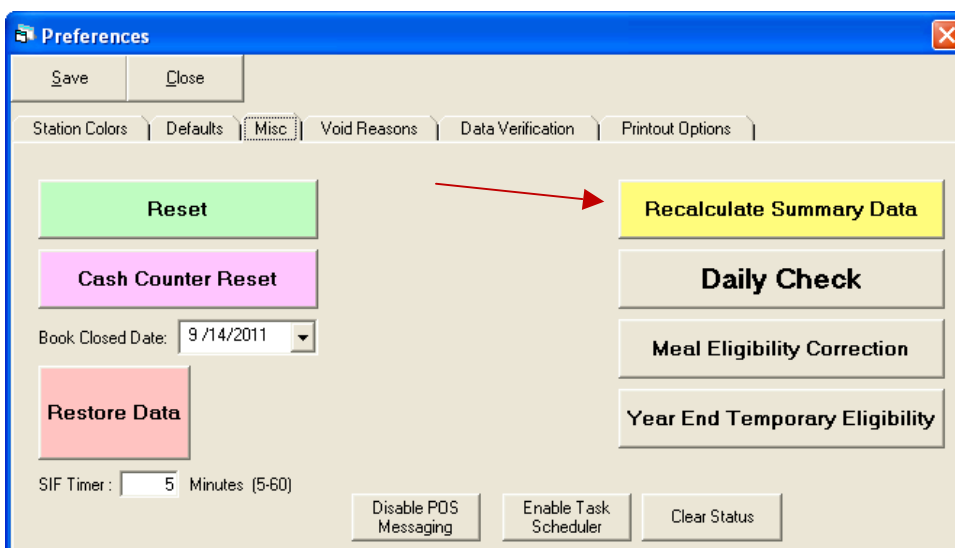 Preferences
Save Close
Station Colors Defaults Misc Void Reasons Data Verification Printout Options
Reset
Recalculate Summary Data
Cash Counter Reset
Daily Check
Book Closed Date: 9 /14/2011
Meal Eligibility Correction
Restore Data
Year End Temporary Eligibility
SIF Timer : 5 Minutes (5-60)
Disable POS
Messaging
Enable Task
Scheduler
Clear Status